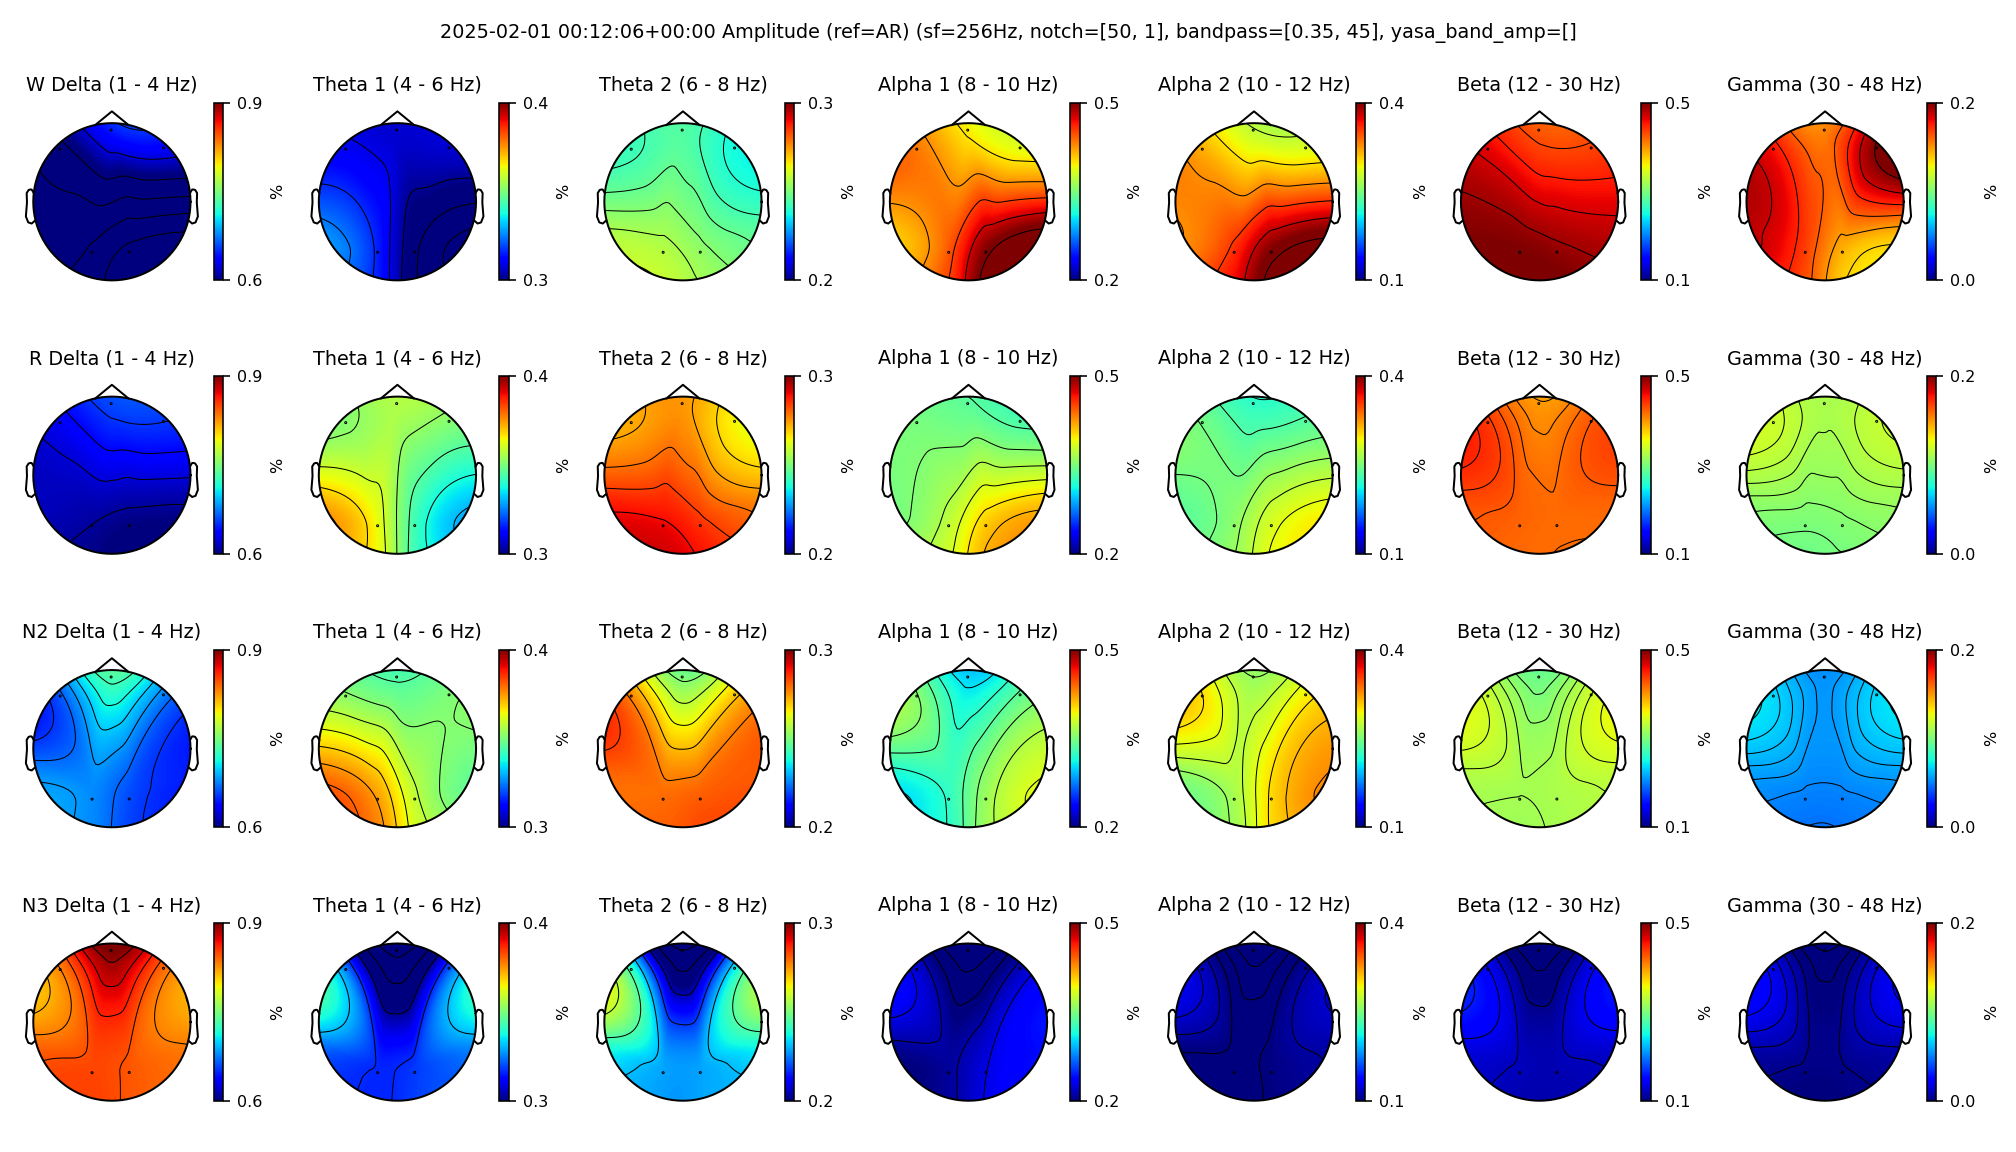 2025-02-01 00:12:06+00:00 Amplitude (ref=AR) (sf=256Hz, notch=[50, 1], bandpass=[0.35, 45], yasa_band_amp=[]
W Delta (1 - 4 Hz) Theta 1 (4 - 6 Hz) Theta 2 (6 - 8 Hz) Alpha 1 (8 - 10 Hz) Alpha 2 (10 - 12 Hz) Beta (12 - 30 Hz) Gamma (30 - 48 Hz)
0.9 0.4 0.3 0.5 0.4 0.5 0.2
% % % % % % %
0.6 0.3 0.2 0.2 0.1 0.1 0.0
R Delta (1 - 4 Hz) Theta 1 (4 - 6 Hz) Theta 2 (6 - 8 Hz) Alpha 1 (8 - 10 Hz) Alpha 2 (10 - 12 Hz) Beta (12 - 30 Hz) Gamma (30 - 48 Hz)
0.9 0.4 0.3 0.5 0.4 0.5 0.2
% % % % % % %
0.6 0.3 0.2 0.2 0.1 0.1 0.0
N2 Delta (1 - 4 Hz) Theta 1 (4 - 6 Hz) Theta 2 (6 - 8 Hz) Alpha 1 (8 - 10 Hz) Alpha 2 (10 - 12 Hz) Beta (12 - 30 Hz) Gamma (30 - 48 Hz)
0.9 0.4 0.3 0.5 0.4 0.5 0.2
% % % % % % %
0.6 0.3 0.2 0.2 0.1 0.1 0.0
N3 Delta (1 - 4 Hz) Theta 1 (4 - 6 Hz) Theta 2 (6 - 8 Hz) Alpha 1 (8 - 10 Hz) Alpha 2 (10 - 12 Hz) Beta (12 - 30 Hz) Gamma (30 - 48 Hz)
0.9 0.4 0.3 0.5 0.4 0.5 0.2
% % % % % % %
0.6 0.3 0.2 0.2 0.1 0.1 0.0